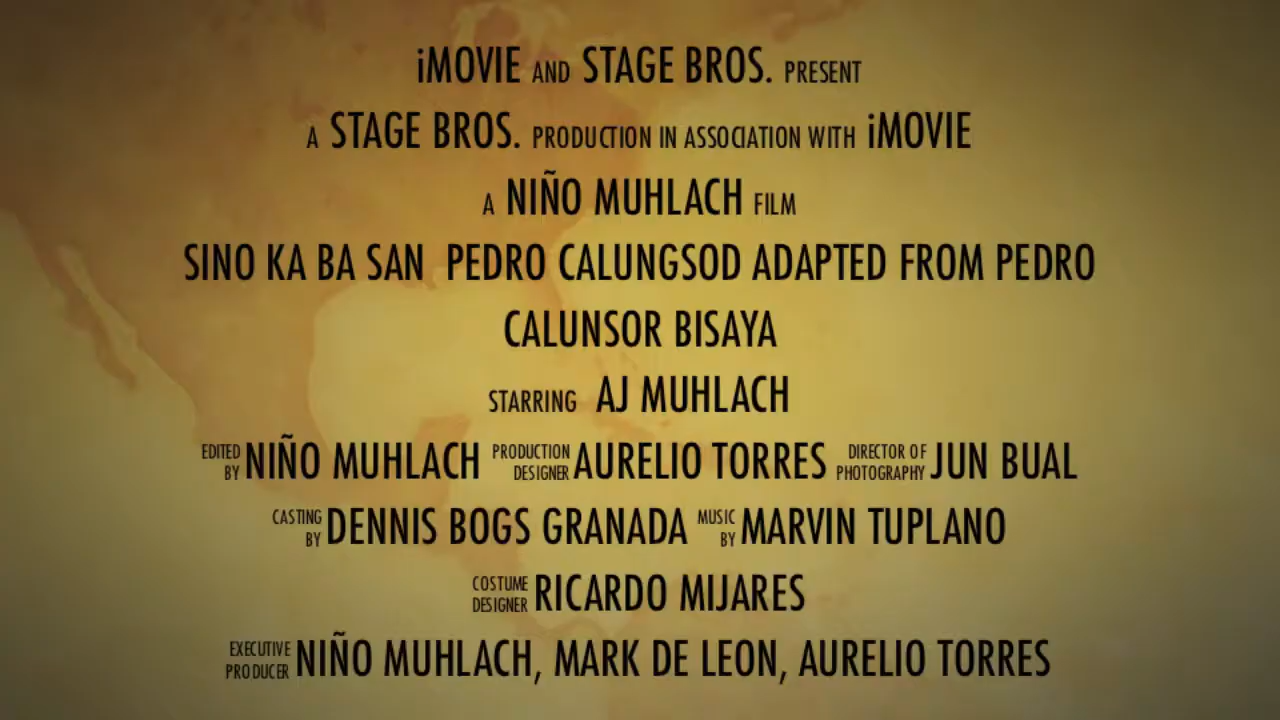 iMOVIE AND STAGE BROS. PRESENT
A STAGE BROS. PRODUCTION IN ASSOCIATION WITH iMOVIE
A NIÑO MUHLACH FILM
SINO KA BA SAN PEDRO CALUNGSOD ADAPTED FROM PEDRO
CALUNSOR BISAYA
STARRING AJ MUHLACH
EDITED BY NIÑO MUHLACH PRODUCTION DESIGNER AURELIO TORRES DIRECTOR OF PHOTOGRAPHY JUN BUAL
CASTING BY DENNIS BOGS GRANADA MUSIC BY MARVIN TUPLANO
COSTUME DESIGNER RICARDO MIJARES
EXECUTIVE PRODUCER NIÑO MUHLACH, MARK DE LEON, AURELIO TORRES